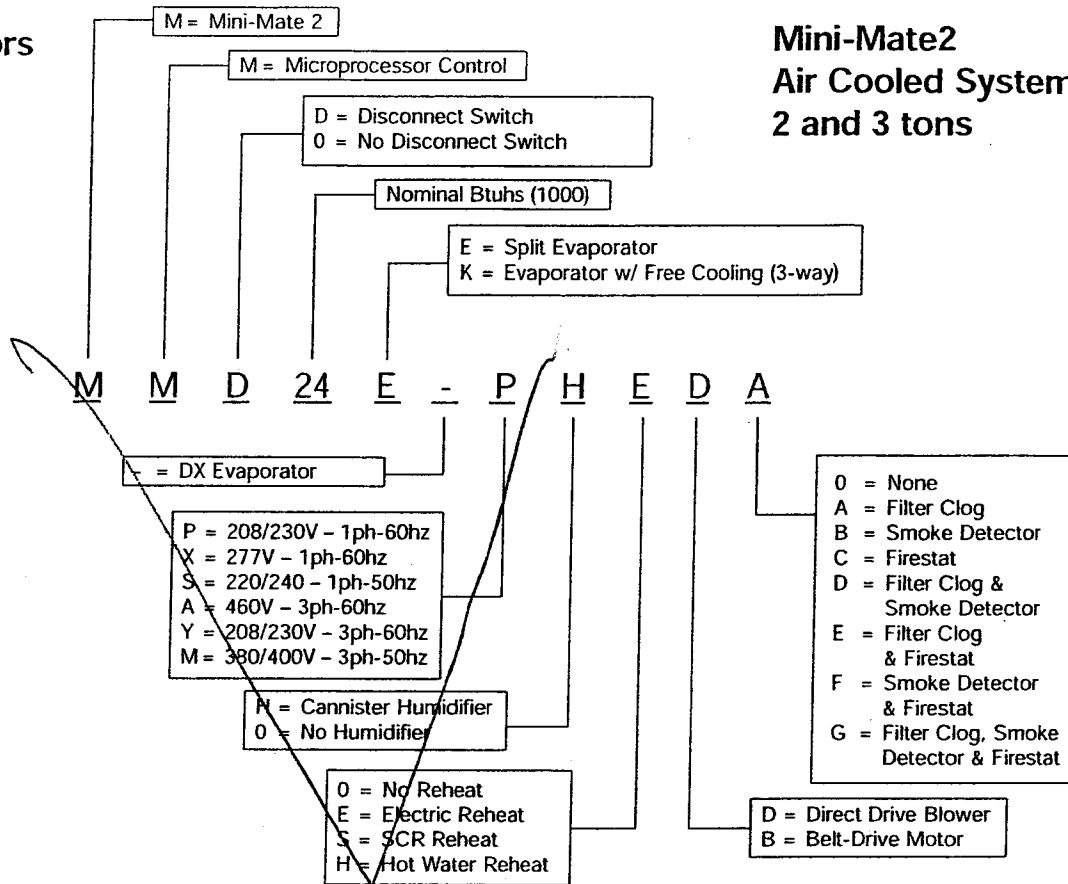 M = Mini-Mate 2
rs
Mini-Mate2
Air Cooled System
2 and 3 tons
M = Microprocessor Control
D = Disconnect Switch
0 = No Disconnect Switch
Nominal Btuhs (1000)
E = Split Evaporator
K = Evaporator w/ Free Cooling (3-way)
M M D 24 E - P H E D A
- = DX Evaporator
P = 208/230V – 1ph-60hz
X = 277V – 1ph-60hz
S = 220/240 – 1ph-50hz
A = 460V – 3ph-60hz
Y = 208/230V – 3ph-60hz
M = 380/400V – 3ph-50hz
H = Cannister Humidifier
0 = No Humidifier
0 = No Reheat
E = Electric Reheat
S = SCR Reheat
H = Hot Water Reheat
0 = None
A = Filter Clog
B = Smoke Detector
C = Firestat
D = Filter Clog &
Smoke Detector
E = Filter Clog
& Firestat
F = Smoke Detector
& Firestat
G = Filter Clog, Smoke
Detector & Firestat
D = Direct Drive Blower
B = Belt-Drive Motor